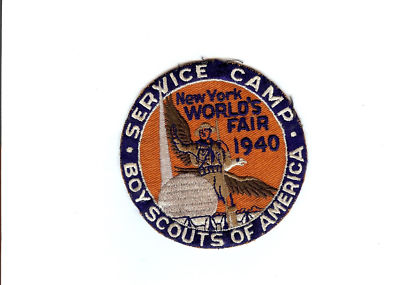 · SERVICE CAMP ·
New York
WORLD'S
FAIR
1940
BOY SCOUTS OF AMERICA